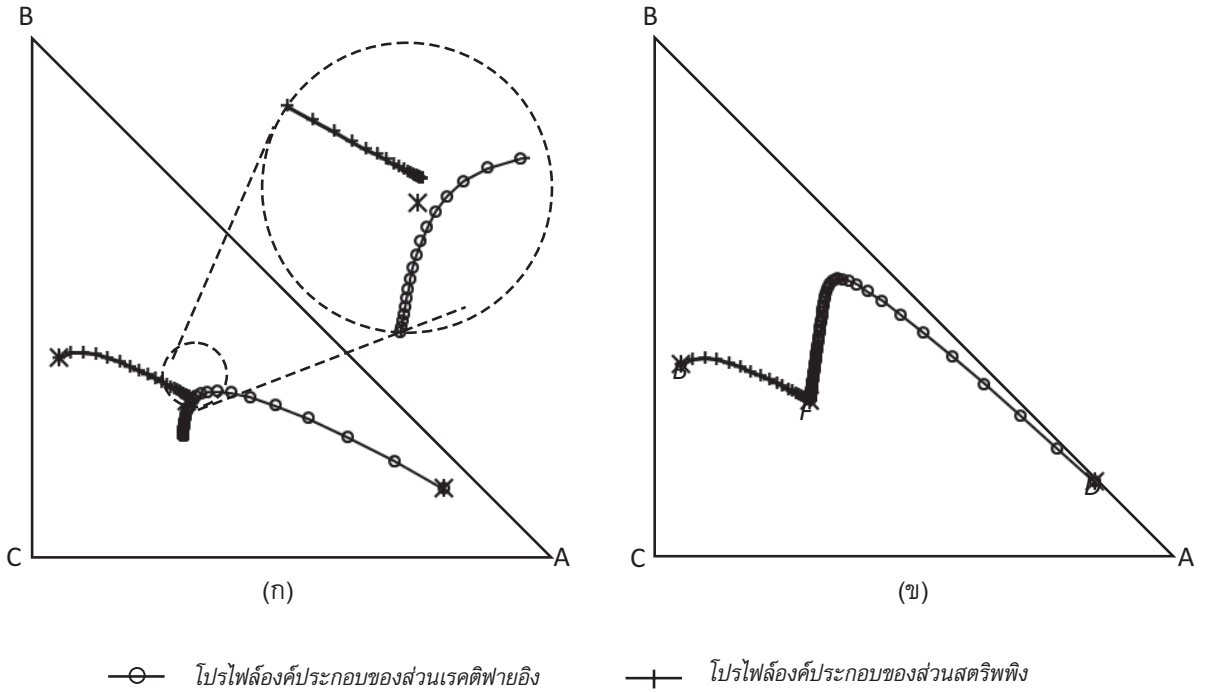 B
B
B
F
D
C
A
C
A
(ก)
(ข)
โปรไฟล์องค์ประกอบของส่วนเรคติฟายอิง
โปรไฟล์องค์ประกอบของส่วนสตริพพิง